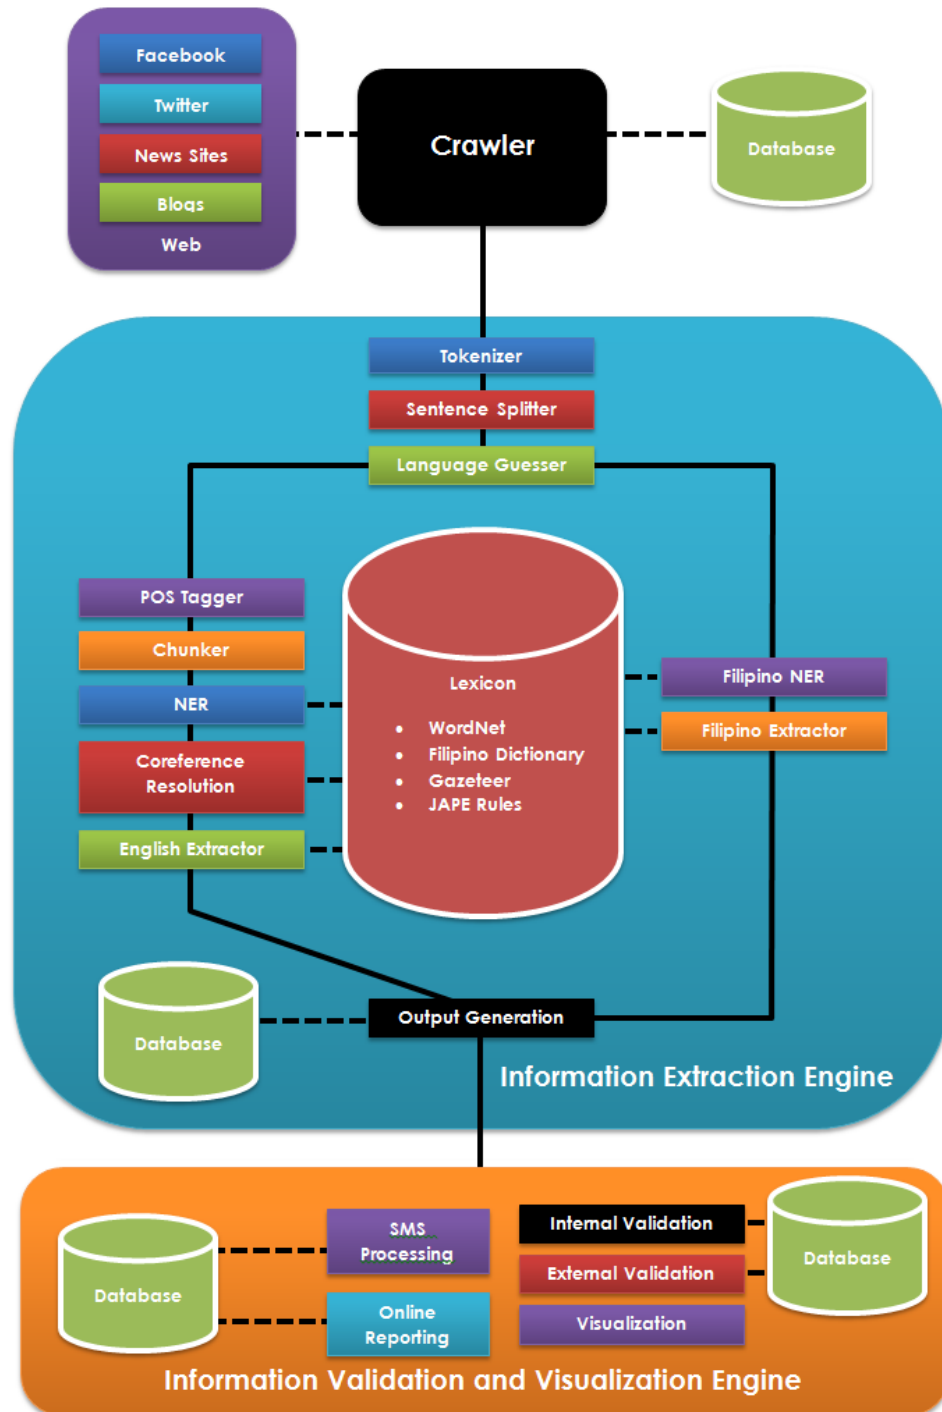 Facebook
Twitter
News Sites
Blogs
Web
Crawler
Database
Tokenizer
Sentence Splitter
Language Guesser
POS Tagger
Chunker
NER
Coreference
Resolution
English Extractor
Lexicon
• WordNet
• Filipino Dictionary
• Gazeteer
• JAPE Rules
Filipino NER
Filipino Extractor
Database
Output Generation
Information Extraction Engine
Database
SMS
Processing
Online
Reporting
Internal Validation
External Validation
Visualization
Database
Information Validation and Visualization Engine